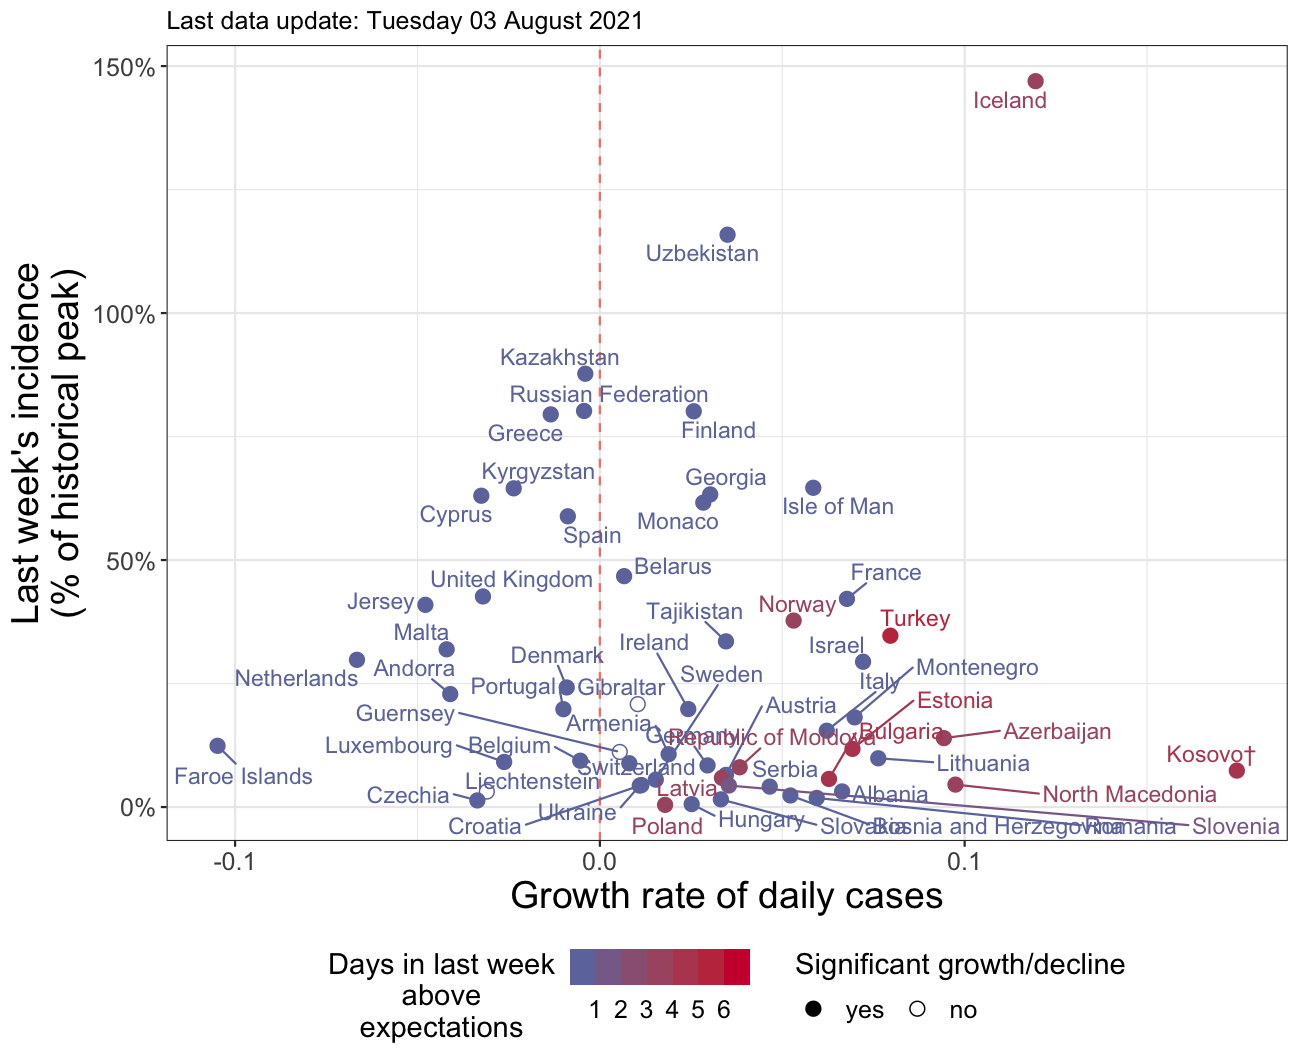 Last data update: Tuesday 03 August 2021
Last week's incidence
(% of historical peak)
150%
100%
50%
0%
Iceland
Uzbekistan
Kazakhstan
Russian Federation
Greece
Finland
Kyrgyzstan
Georgia
Cyprus
Isle of Man
Monaco
Spain
Belarus
France
United Kingdom
Jersey
Norway
Tajikistan
Turkey
Malta
Ireland
Israel
Denmark
Andorra
Montenegro
Netherlands
Sweden
Italy
Portugal
Gibraltar
Estonia
Guernsey
Austria
Armenia
Bulgaria
Azerbaijan
Germany
Republic of Moldova
Luxembourg
Belgium
Kosovo†
Lithuania
Switzerland
Serbia
Faroe Islands
Liechtenstein
Latvia
Czechia
Albania
North Macedonia
Ukraine
Hungary
Croatia
Poland
Slovakia
Bosnia and Herzegovina
Romania
Slovenia
-0.1
0.0
0.1
Growth rate of daily cases
Days in last week
above
expectations
1 2 3 4 5 6
Significant growth/decline
yes
no